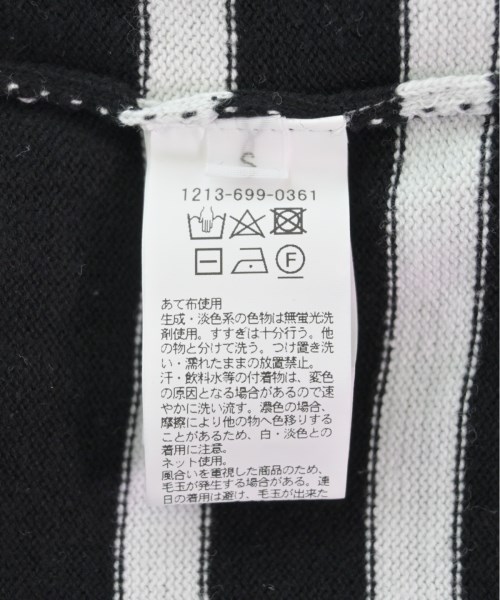 S
1213-699-0361
F
あて布使用
生成・淡色系の色物は無蛍光洗
剤使用。すすぎは十分行う。他
の物と分けて洗う。つけ置き洗
い・濡れたままの放置禁止。
汗・飲料水等の付着物は、変色
の原因となる場合があるので速
やかに洗い流す。濃色の場合、
摩擦により他の物へ色移りする
ことがあるため、白・淡色との
着用に注意。
ネット使用。
風合いを重視した商品のため、
毛玉が発生する場合がある。連
日の着用は避け、毛玉が出来た